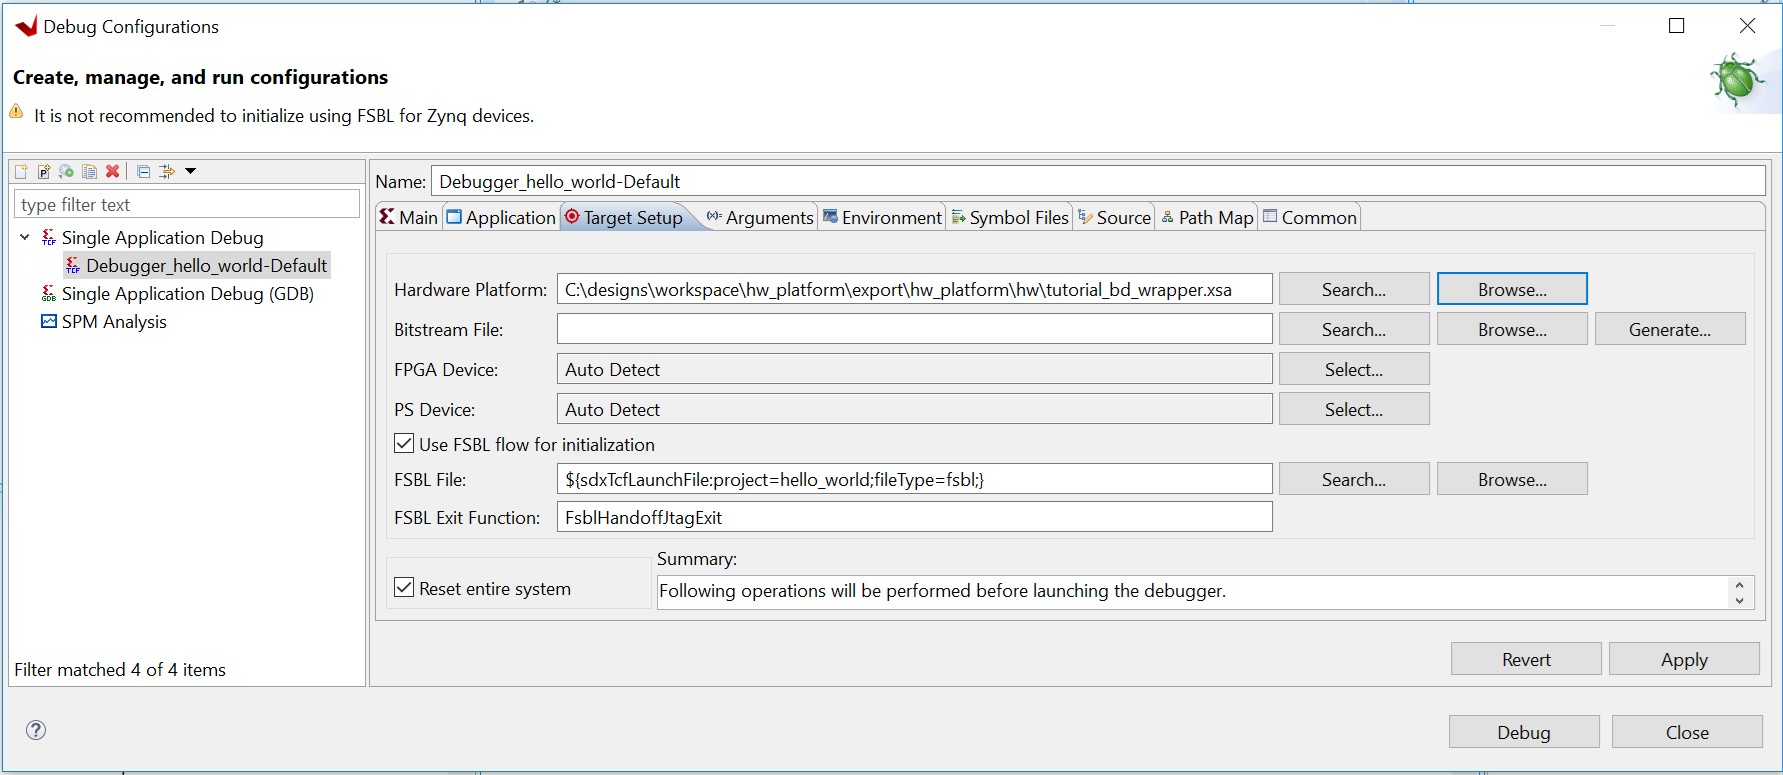 Debug Configurations
Create, manage, and run configurations
It is not recommended to initialize using FSBL for Zynq devices.
type filter text
Single Application Debug
Debugger_hello_world-Default
Single Application Debug (GDB)
SPM Analysis
Filter matched 4 of 4 items
Name: Debugger_hello_world-Default
Main Application Target Setup Arguments Environment Symbol Files Source Path Map Common
Hardware Platform: C:\designs\workspace\hw_platform\export\hw_platform\hw\tutorial_bd_wrapper.xsa Search... Browse...
Bitstream File: Search... Browse... Generate...
FPGA Device: Auto Detect Select...
PS Device: Auto Detect Select...
Use FSBL flow for initialization
FSBL File: ${sdxTcfLaunchFile:project=hello_world;fileType=fsbl;} Search... Browse...
FSBL Exit Function: FsblHandoffJtagExit
Summary:
Reset entire system Following operations will be performed before launching the debugger.
Revert Apply
Debug Close